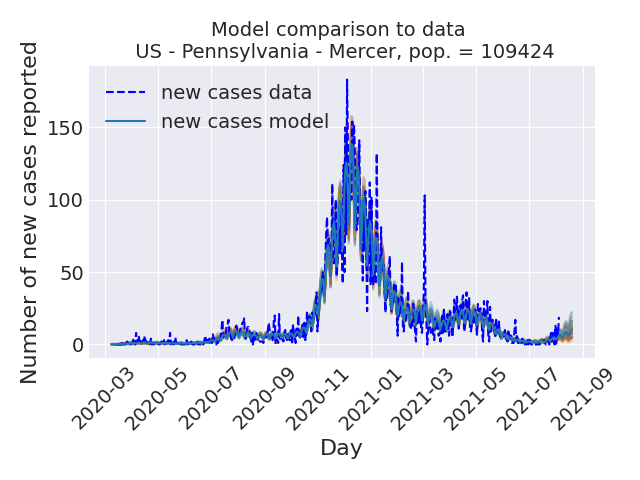 Model comparison to data
US - Pennsylvania - Mercer, pop. = 109424
Number of new cases reported
150
100
50
0
new cases data
new cases model
2020-03
2020-05
2020-07
2020-09
2020-11
2021-01
2021-03
2021-05
2021-07
2021-09
Day